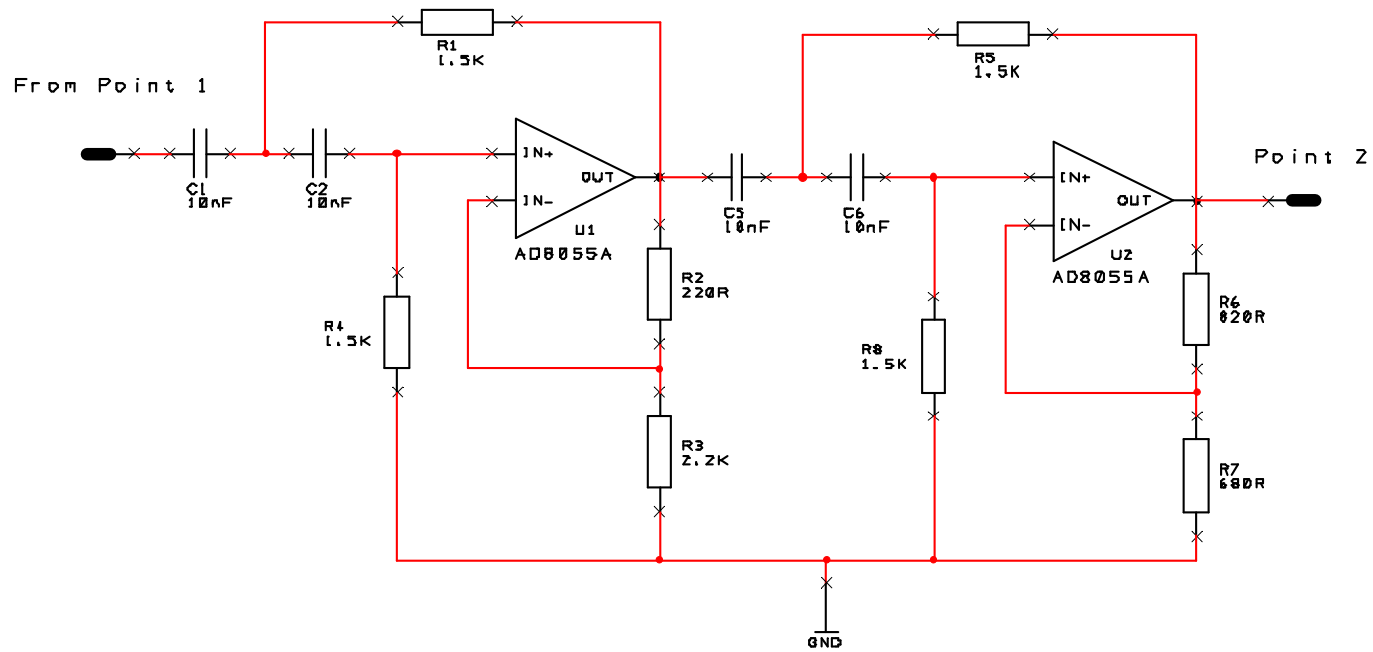 R1
1.5K
R5
1.5K
From Point 1
Point 2
IN+
OUT
IN-
C1
10nF
C2
10nF
U1
AD8055A
C5
10nF
C6
10nF
IN+
OUT
IN-
U2
AD8055A
R2
220R
R6
820R
R4
1.5K
R8
1.5K
R3
2.2K
R7
680R
GND